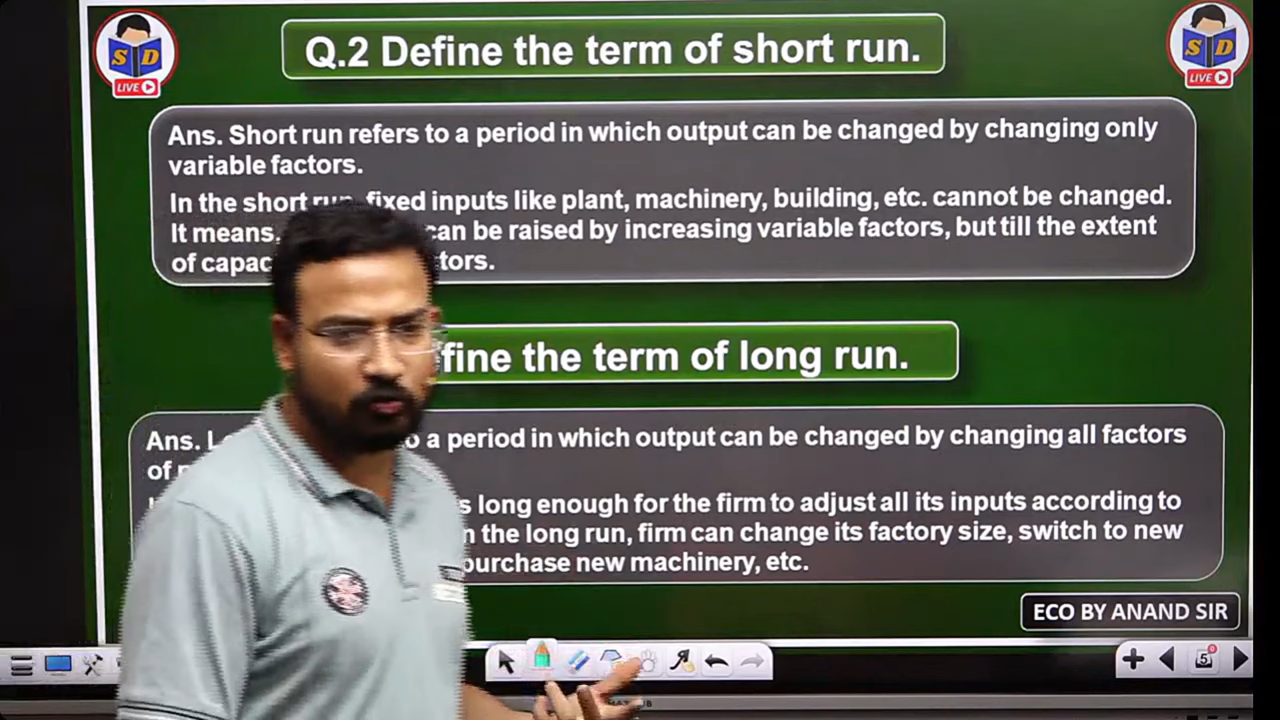 S D
LIVE
Q.2 Define the term of short run.
S D
LIVE
Ans. Short run refers to a period in which output can be changed by changing only
variable factors.
In the short run, fixed inputs like plant, machinery, building, etc. cannot be changed.
It means, can be raised by increasing variable factors, but till the extent
of capac tors.
fine the term of long run.
Ans. L o a period in which output can be changed by changing all factors
of
s long enough for the firm to adjust all its inputs according to
n the long run, firm can change its factory size, switch to new
purchase new machinery, etc.
ECO BY ANAND SIR
5